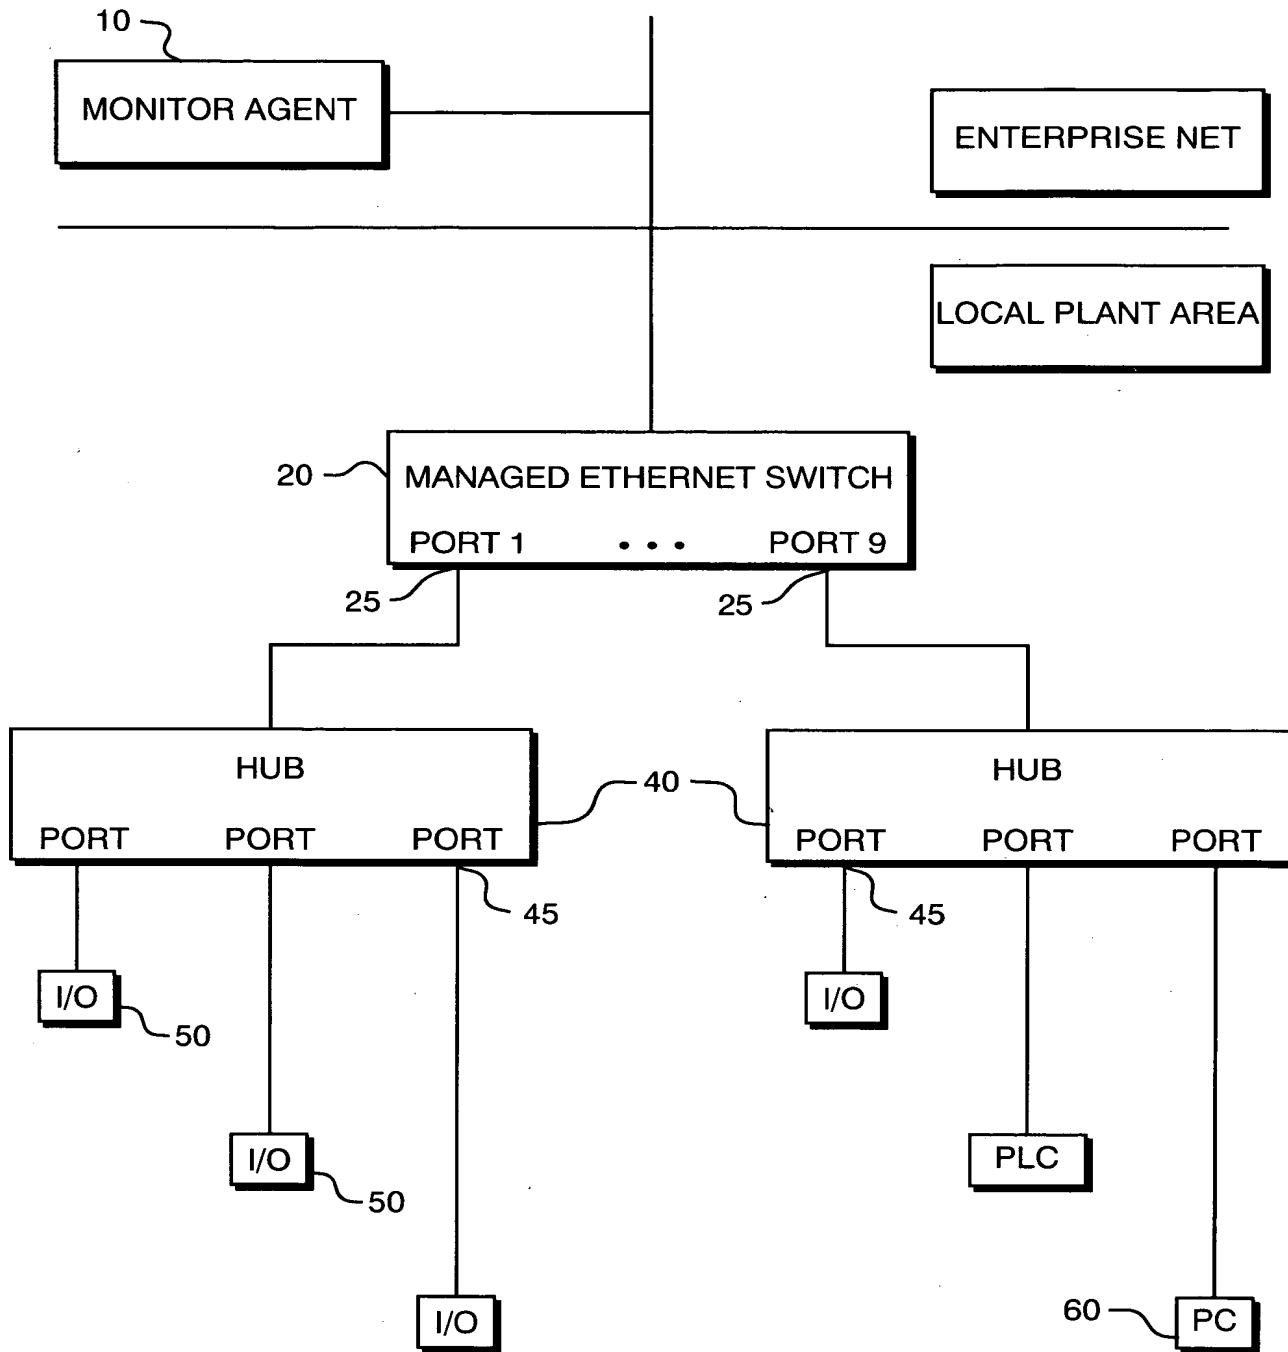 10
MONITOR AGENT
ENTERPRISE NET
LOCAL PLANT AREA
20
MANAGED ETHERNET SWITCH
PORT 1 • • • PORT 9
25 25
HUB HUB
40
PORT PORT PORT PORT PORT PORT
45 45
I/O I/O
50
I/O PLC
50
I/O 60 PC